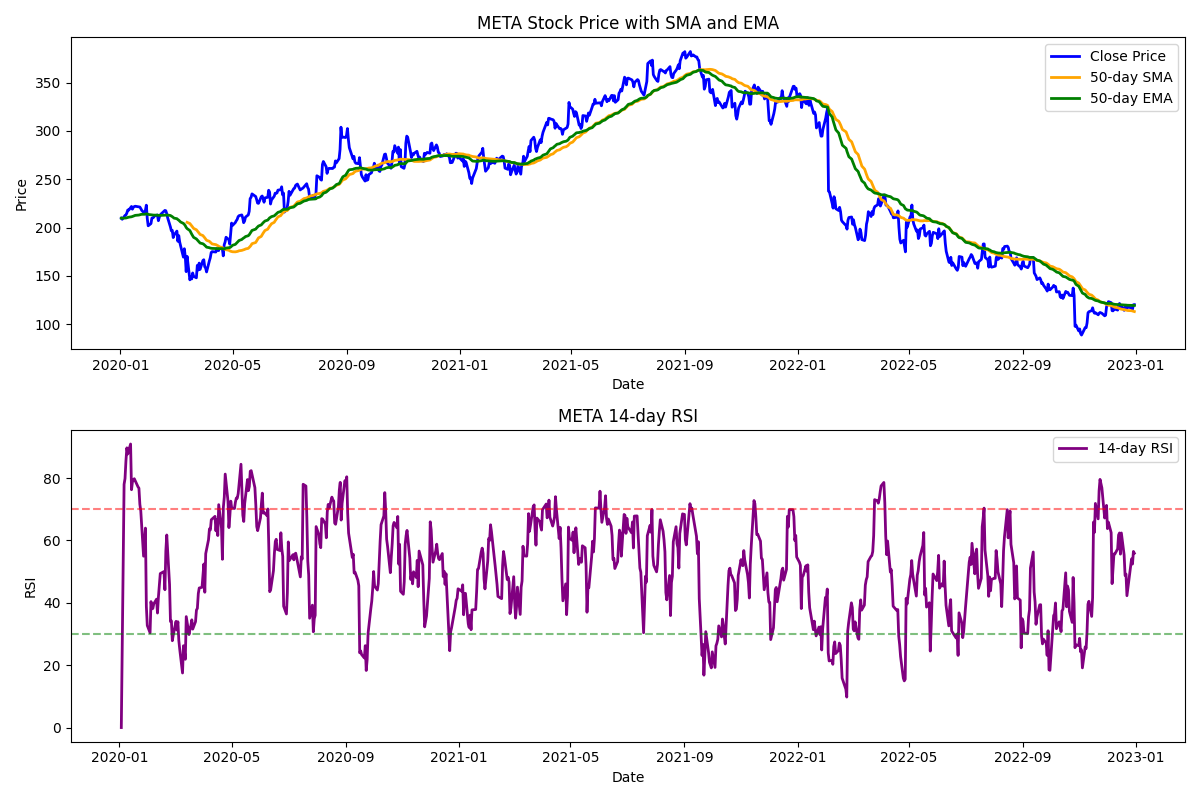 META Stock Price with SMA and EMA
Close Price
50-day SMA
50-day EMA
Price
350
300
250
200
150
100
2020-01 2020-05 2020-09 2021-01 2021-05 2021-09 2022-01 2022-05 2022-09 2023-01
Date
META 14-day RSI
14-day RSI
RSI
80
60
40
20
0
2020-01 2020-05 2020-09 2021-01 2021-05 2021-09 2022-01 2022-05 2022-09 2023-01
Date